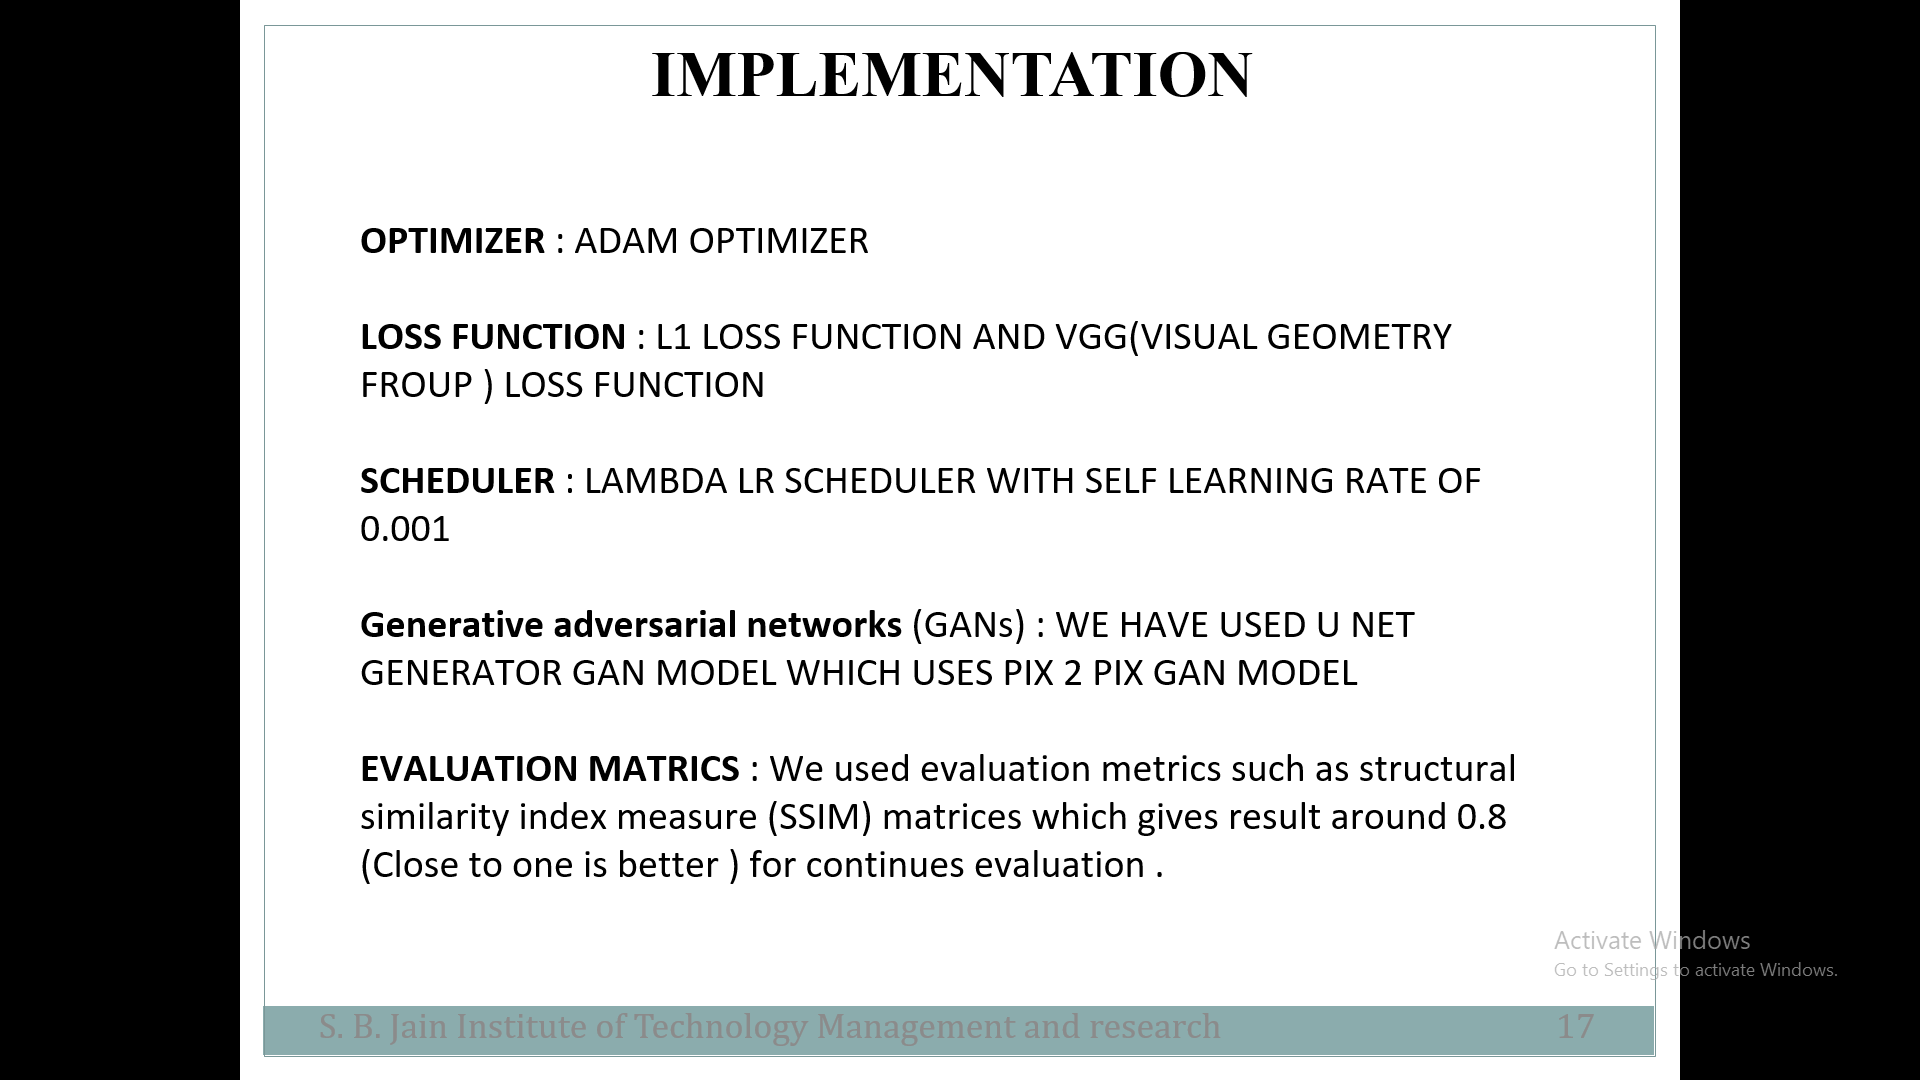 IMPLEMENTATION
OPTIMIZER : ADAM OPTIMIZER
LOSS FUNCTION : L1 LOSS FUNCTION AND VGG(VISUAL GEOMETRY
FROUP ) LOSS FUNCTION
SCHEDULER : LAMBDA LR SCHEDULER WITH SELF LEARNING RATE OF
0.001
Generative adversarial networks (GANs) : WE HAVE USED U NET
GENERATOR GAN MODEL WHICH USES PIX 2 PIX GAN MODEL
EVALUATION MATRICS : We used evaluation metrics such as structural
similarity index measure (SSIM) matrices which gives result around 0.8
(Close to one is better ) for continues evaluation .
Activate Windows
Go to Settings to activate Windows.
S. B. Jain Institute of Technology Management and research 17